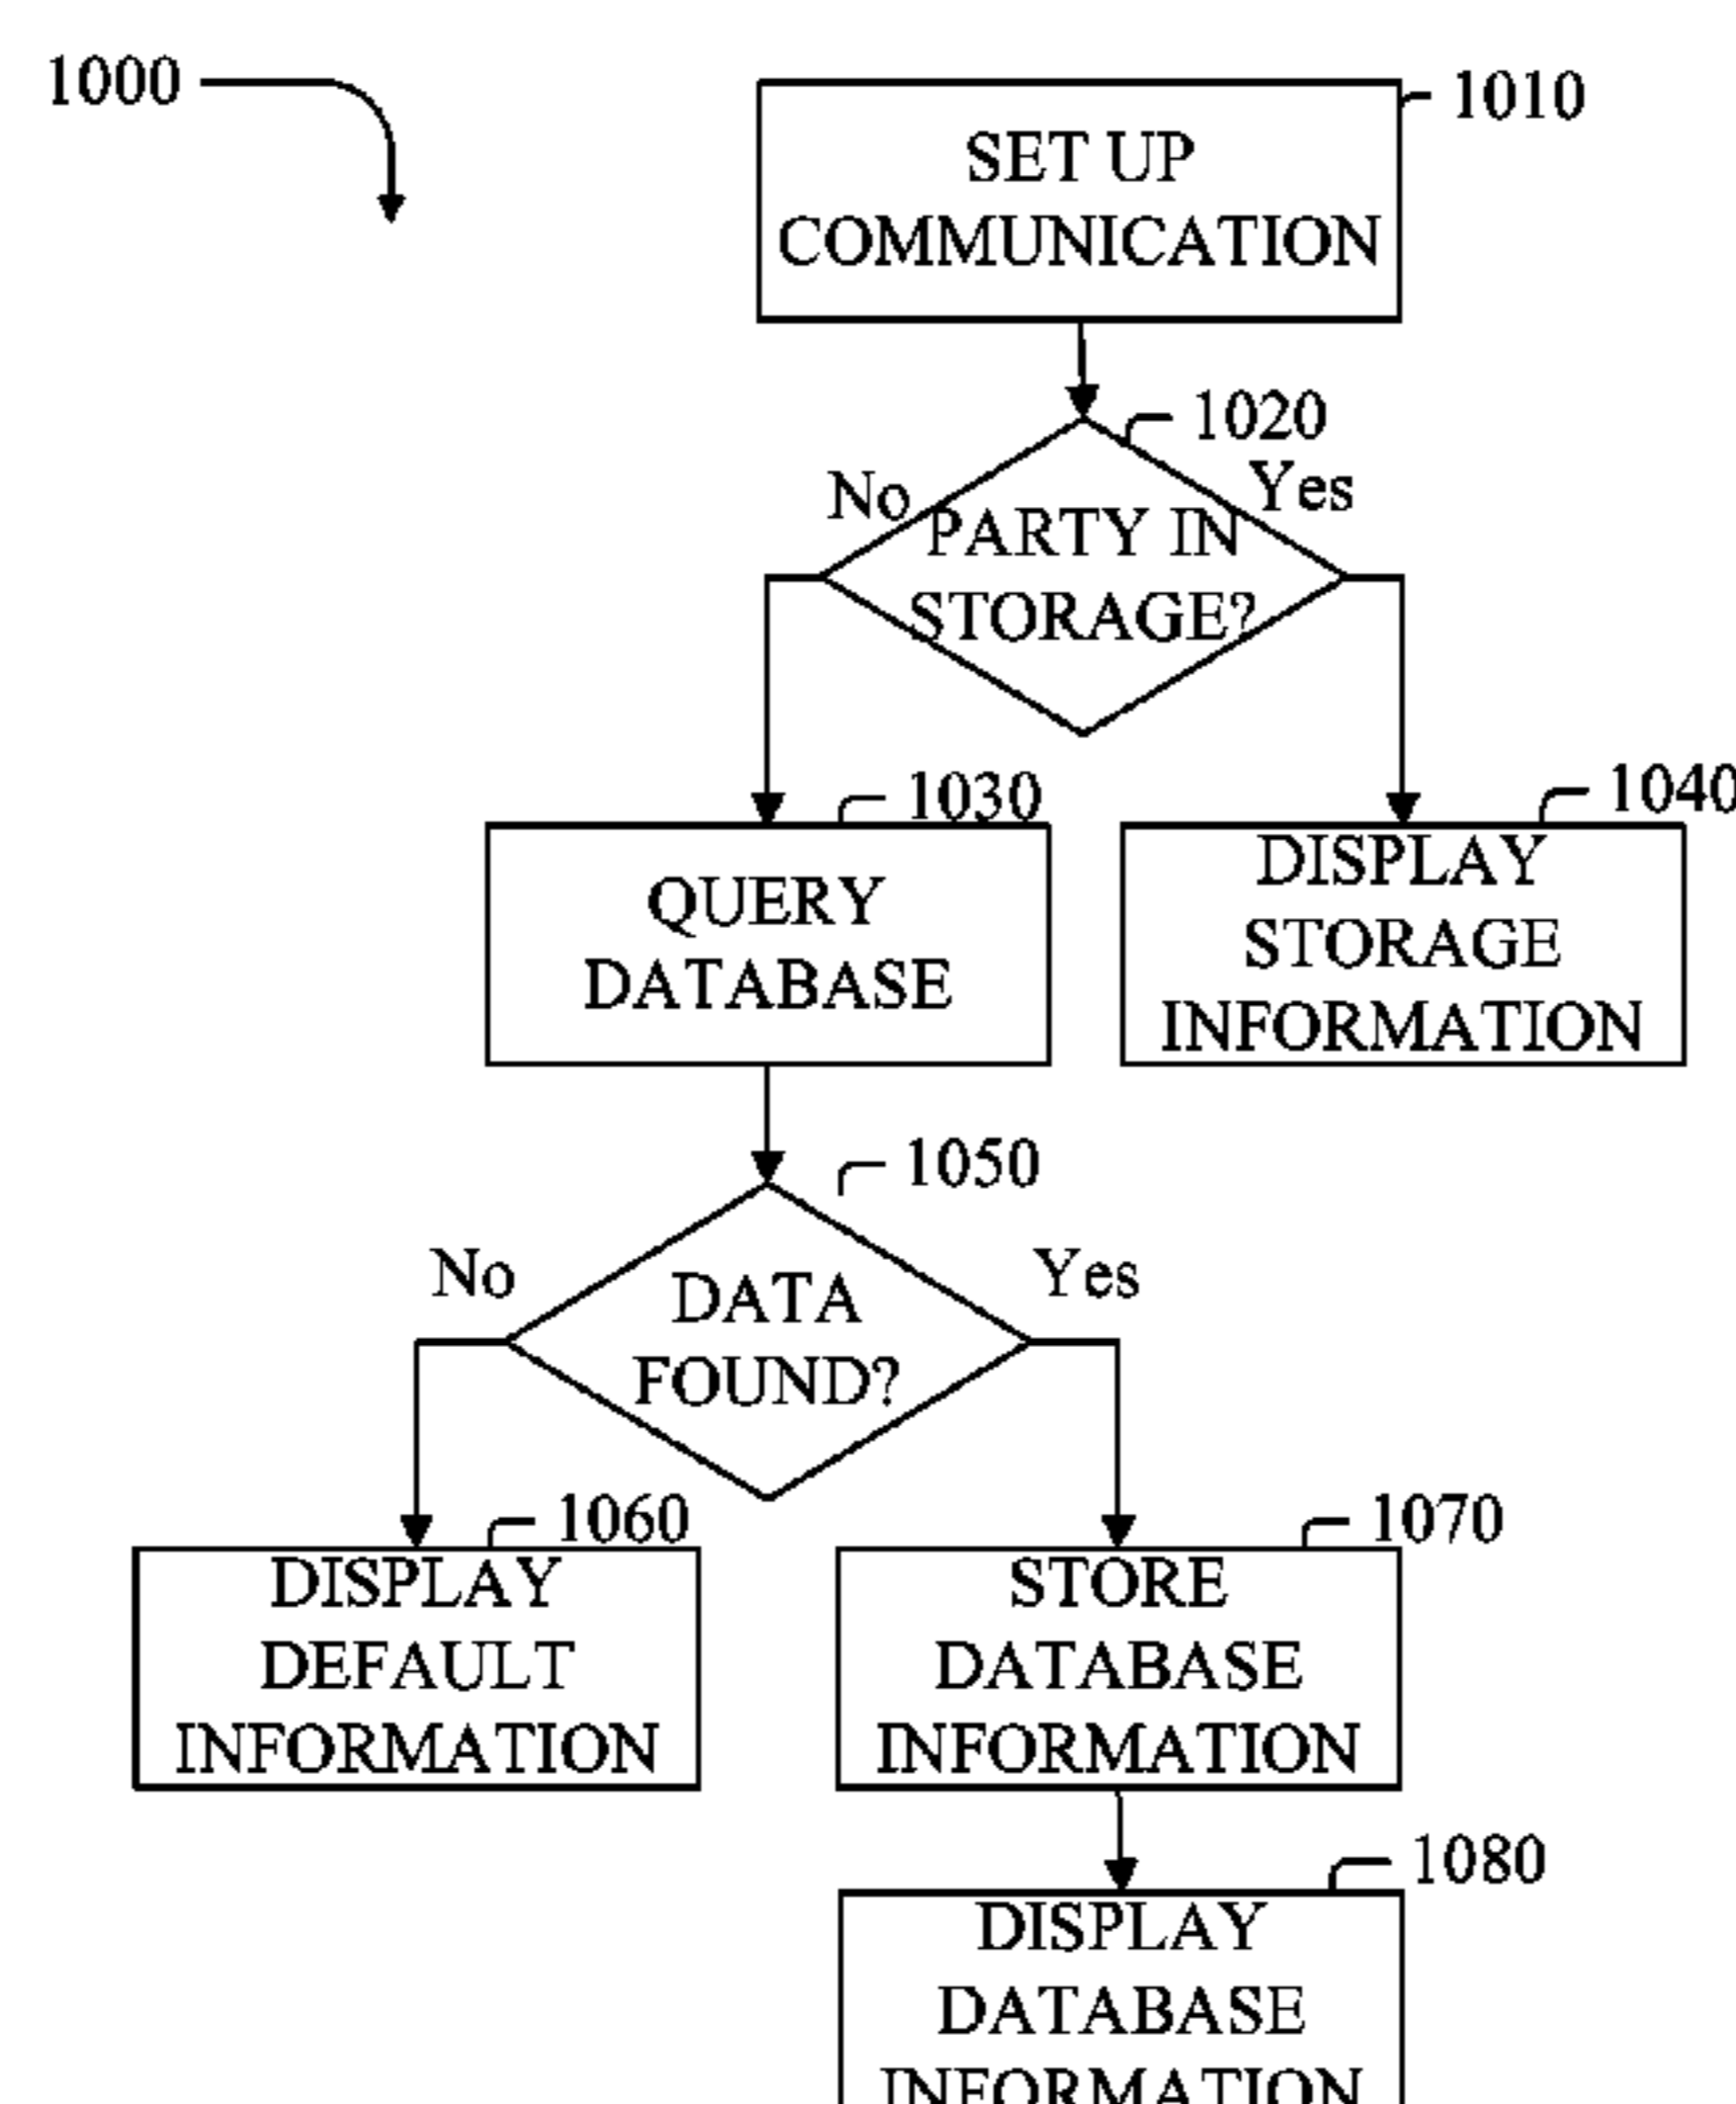 1000
1010
SET UP
COMMUNICATION
1020
No
Yes
PARTY IN
STORAGE?
1030
1040
QUERY
DATABASE
DISPLAY
STORAGE
INFORMATION
1050
No
Yes
DATA
FOUND?
1060
1070
DISPLAY
DEFAULT
INFORMATION
STORE
DATABASE
INFORMATION
1080
DISPLAY
DATABASE
INFORMATION